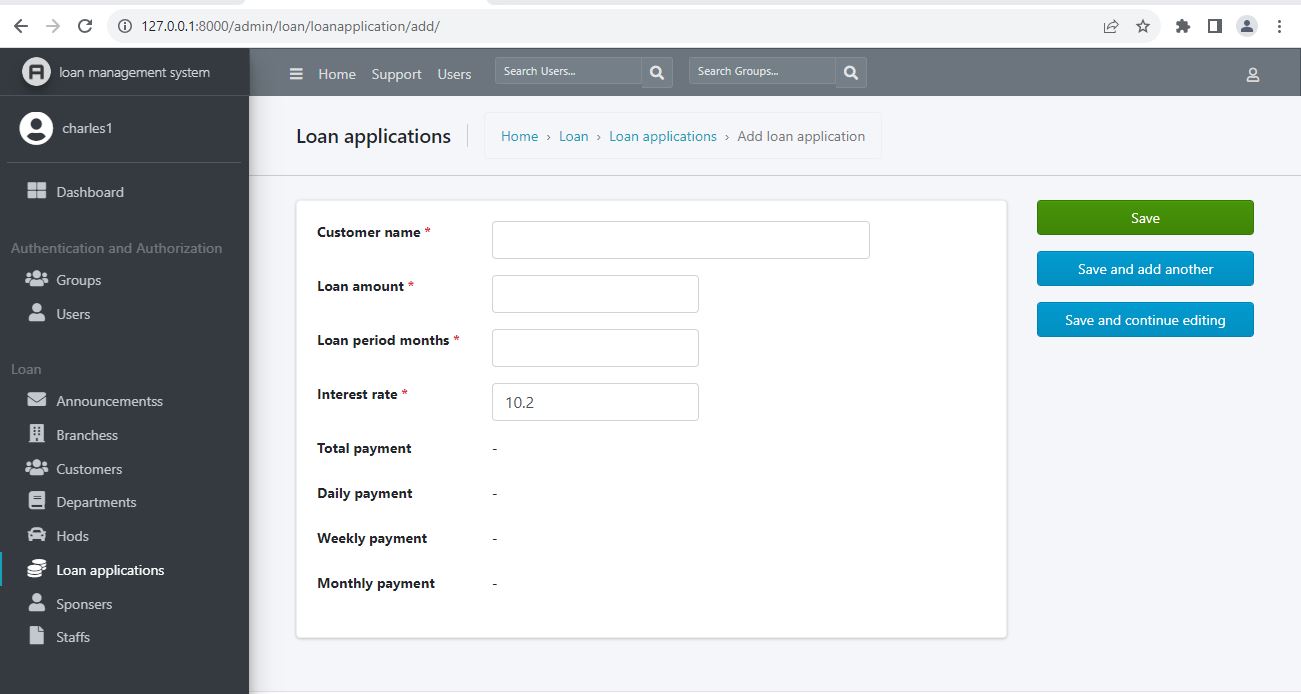 127.0.0.1:8000/admin/loan/loanapplication/add/
loan management system
Home Support Users Search Users... Search Groups...
charles1
Loan applications Home › Loan › Loan applications › Add loan application
Dashboard
Authentication and Authorization
Groups
Users
Loan
Announcementss
Branchess
Customers
Departments
Hods
Loan applications
Sponsers
Staffs
Customer name *
Loan amount *
Loan period months *
Interest rate * 10.2
Total payment -
Daily payment -
Weekly payment -
Monthly payment -
Save
Save and add another
Save and continue editing